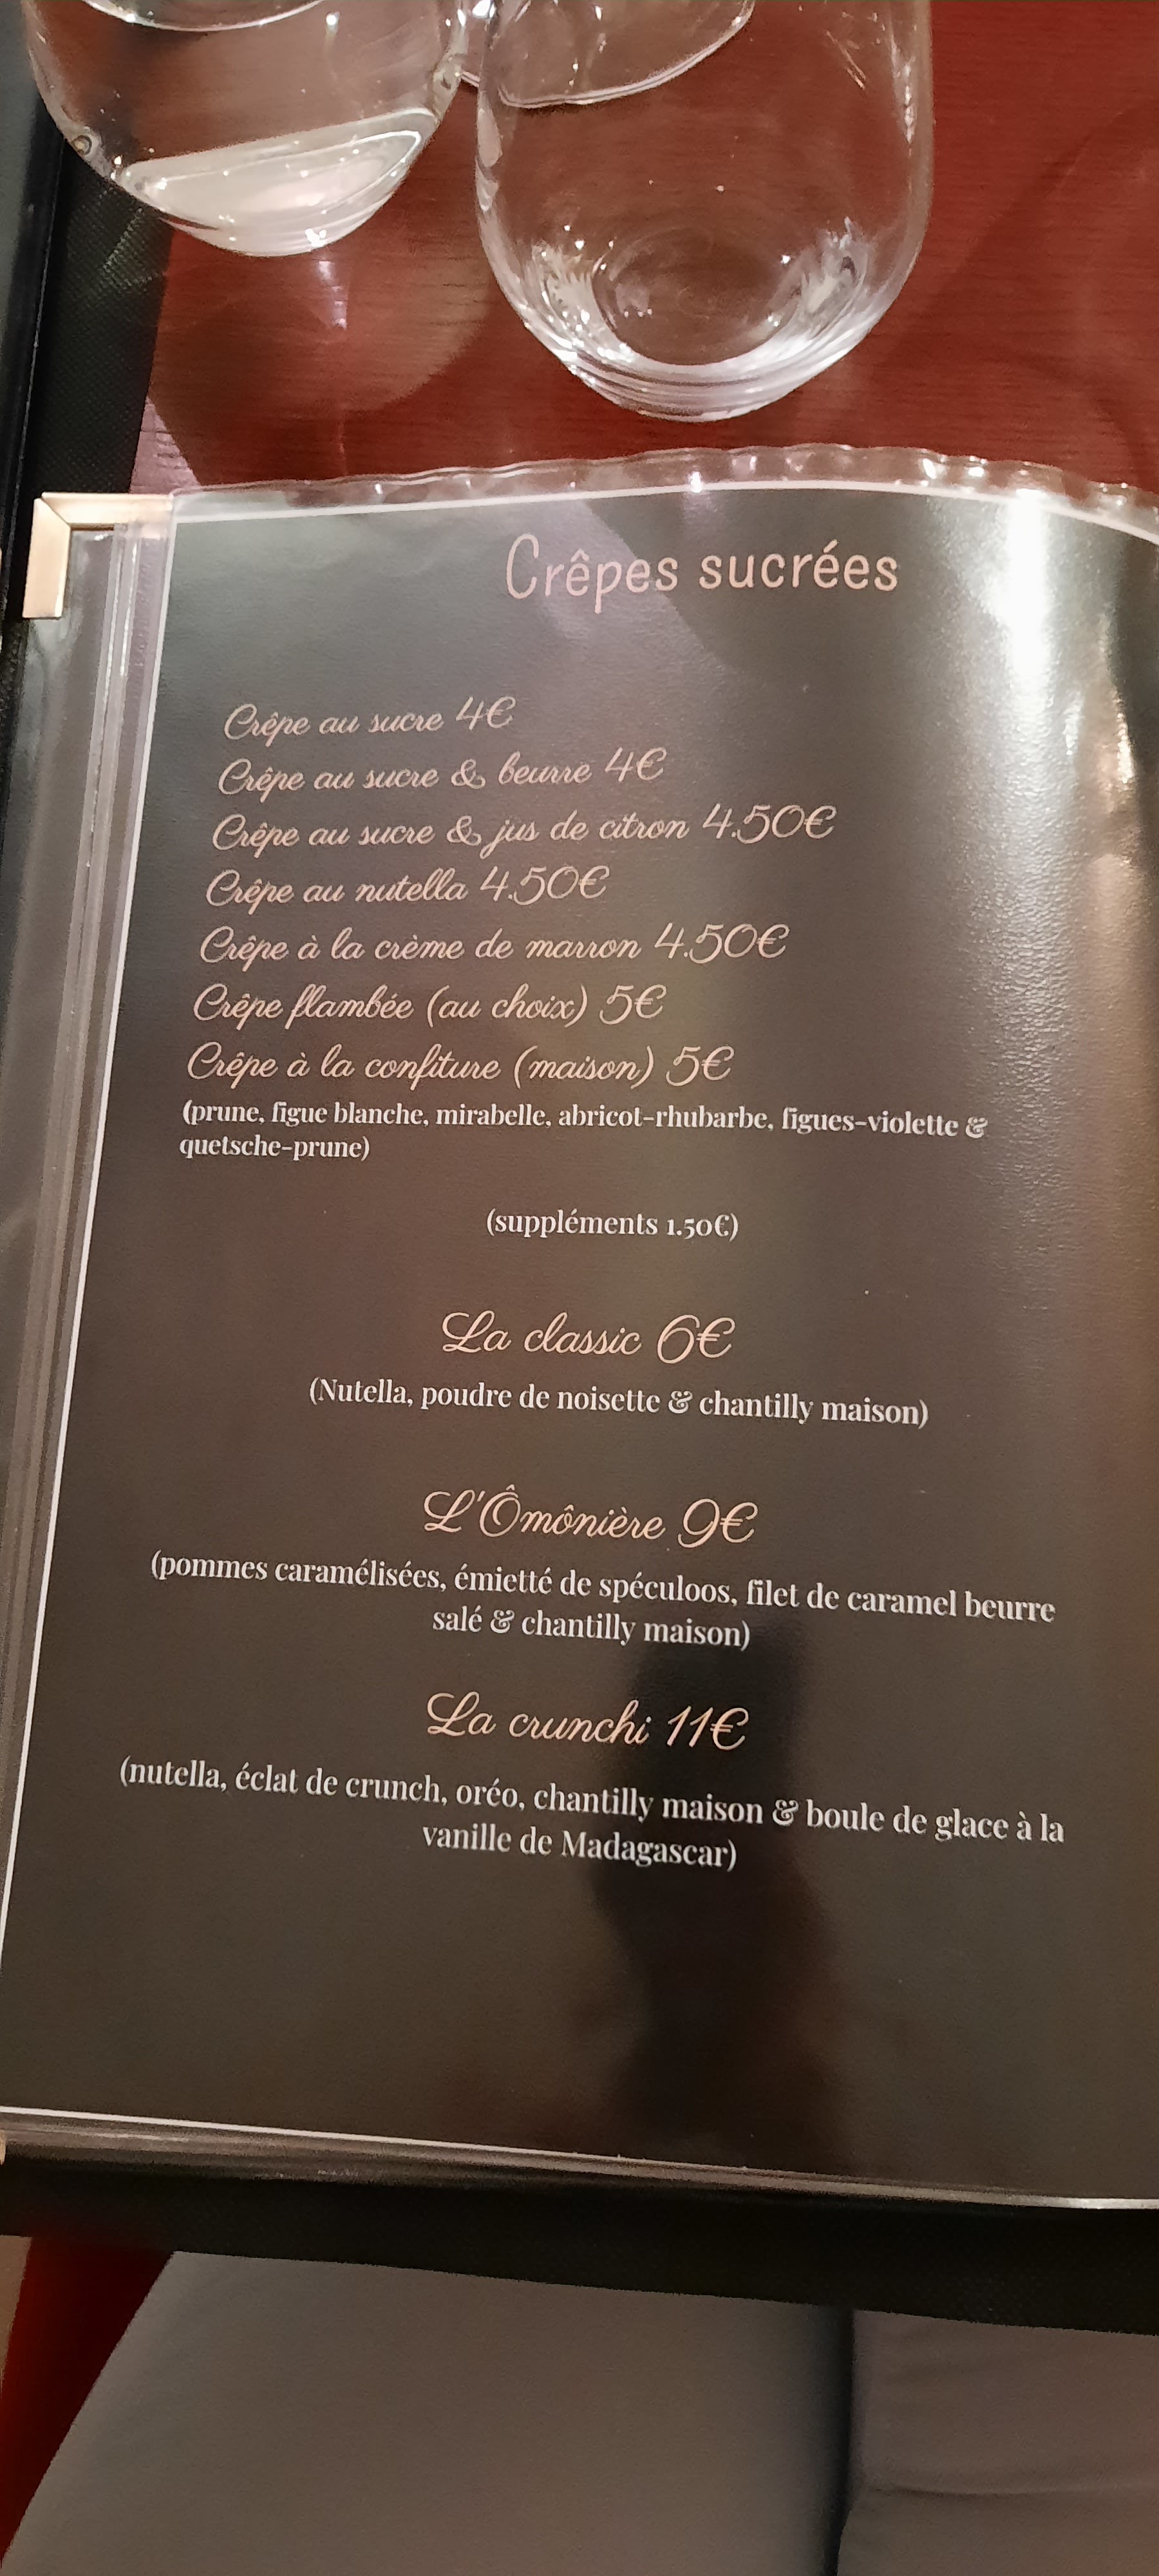 Crêpes sucrées
Crêpe au sucre 4€
Crêpe au sucre & beurre 4€
Crêpe au sucre & jus de citron 4.50€
Crêpe au nutella 4.50€
Crêpe à la crème de marron 4.50€
Crêpe flambée (au choix) 5€
Crêpe à la confiture (maison) 5€
(prune, figue blanche, mirabelle, abricot-rhubarbe, figues-violette &
quetsche-prune)
(suppléments 1.50€)
La classic 6€
(Nutella, poudre de noisette & chantilly maison)
L'Ômônière 9€
(pommes caramélisées, émietté de spéculoos, filet de caramel beurre
salé & chantilly maison)
La crunchi 11€
(nutella, éclat de crunch, oréo, chantilly maison & boule de glace à la
vanille de Madagascar)